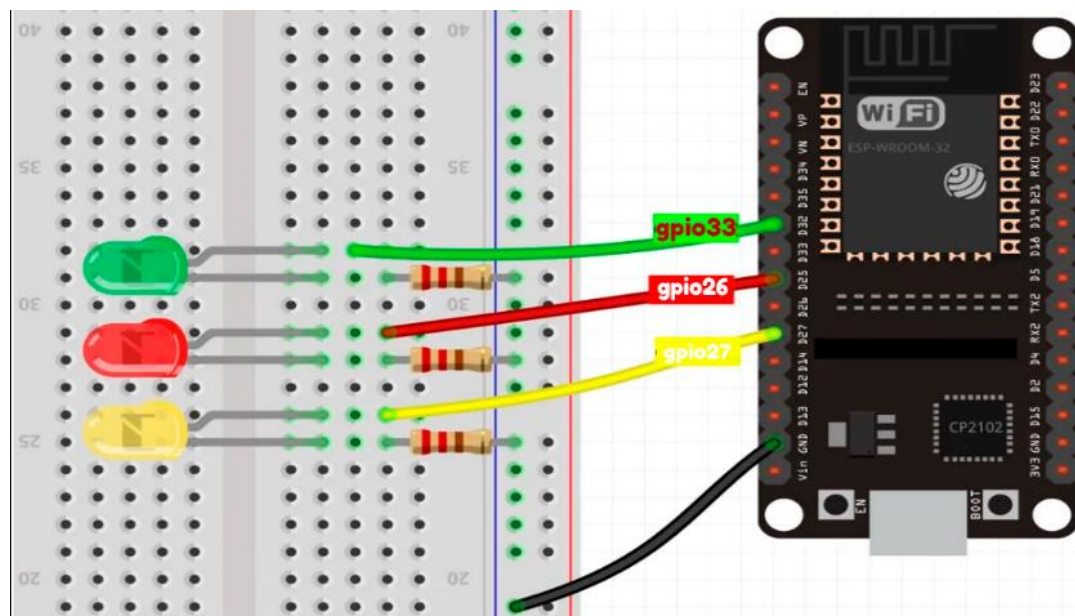 40
40
35
35
30
30
25
25
20
20
gpio33
gpio26
gpio27
EN
VP
VN
D34
D35
D32
D33
D25
D26
D27
D14
D12
D13
GND
Vin
WiFi
ESP-WROOM-32
CP2102
EN
BOOT
D23
D22
TX0
RX0
D21
D19
D18
D5
TX2
RX2
D4
D2
D15
GND
3V3